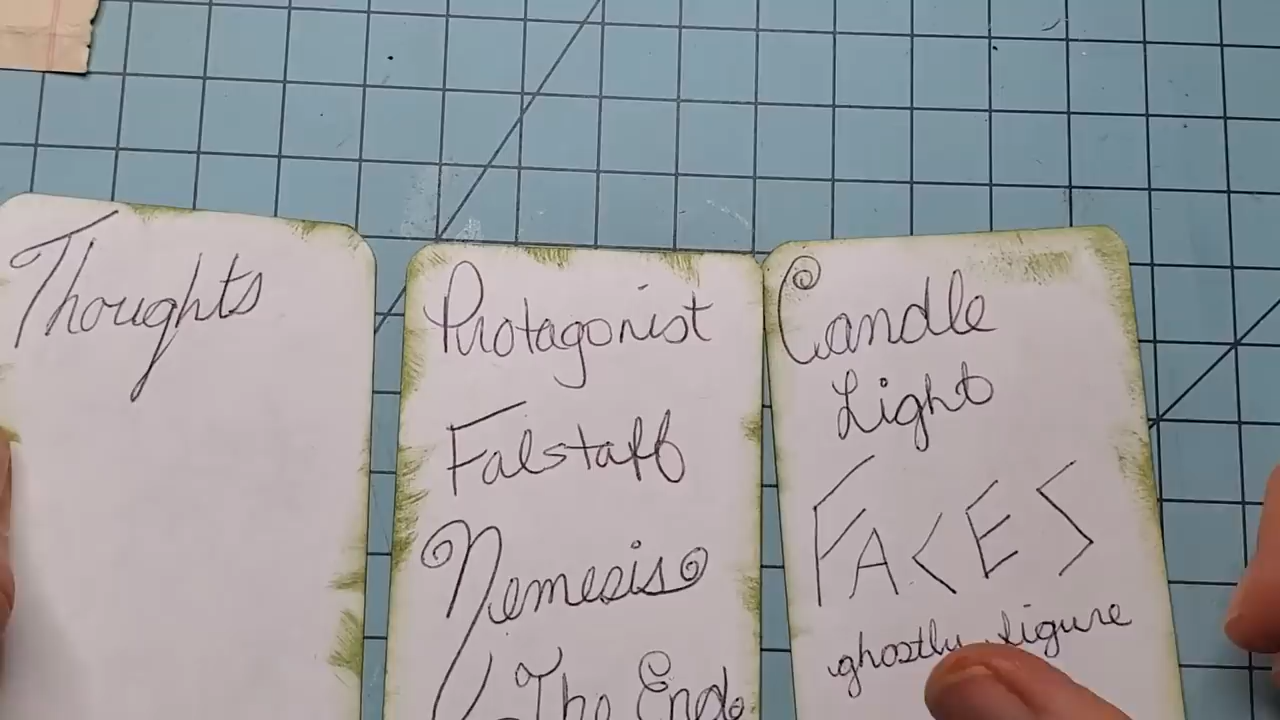 Thoughts
Protagonist
Falstaff
Nemesis
The End
Candle
Light
FACES
ghostly figure